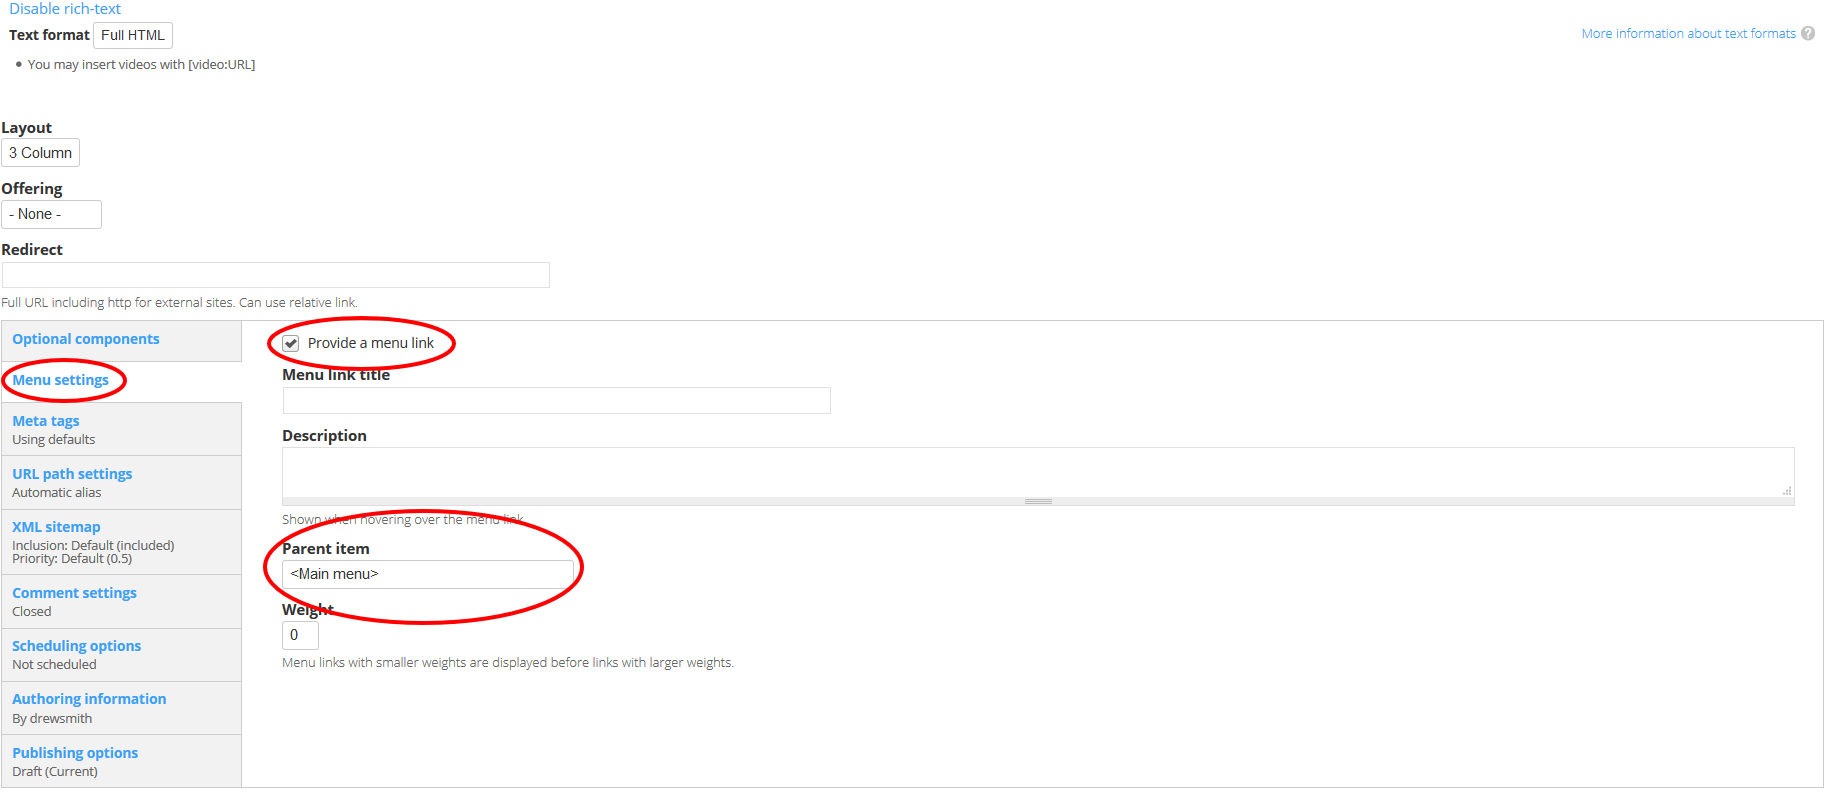 Disable rich-text
Text format Full HTML
More information about text formats ?
You may insert videos with [video:URL]
Layout
3 Column
Offering
- None -
Redirect
Full URL including http for external sites. Can use relative link.
Optional components
Menu settings
Meta tags
Using defaults
URL path settings
Automatic alias
XML sitemap
Inclusion: Default (included)
Priority: Default (0.5)
Comment settings
Closed
Scheduling options
Not scheduled
Authoring information
By drewsmith
Publishing options
Draft (Current)
Provide a menu link
Menu link title
Description
Shown when hovering over the menu link.
Parent item
<Main menu>
Weight
0
Menu links with smaller weights are displayed before links with larger weights.